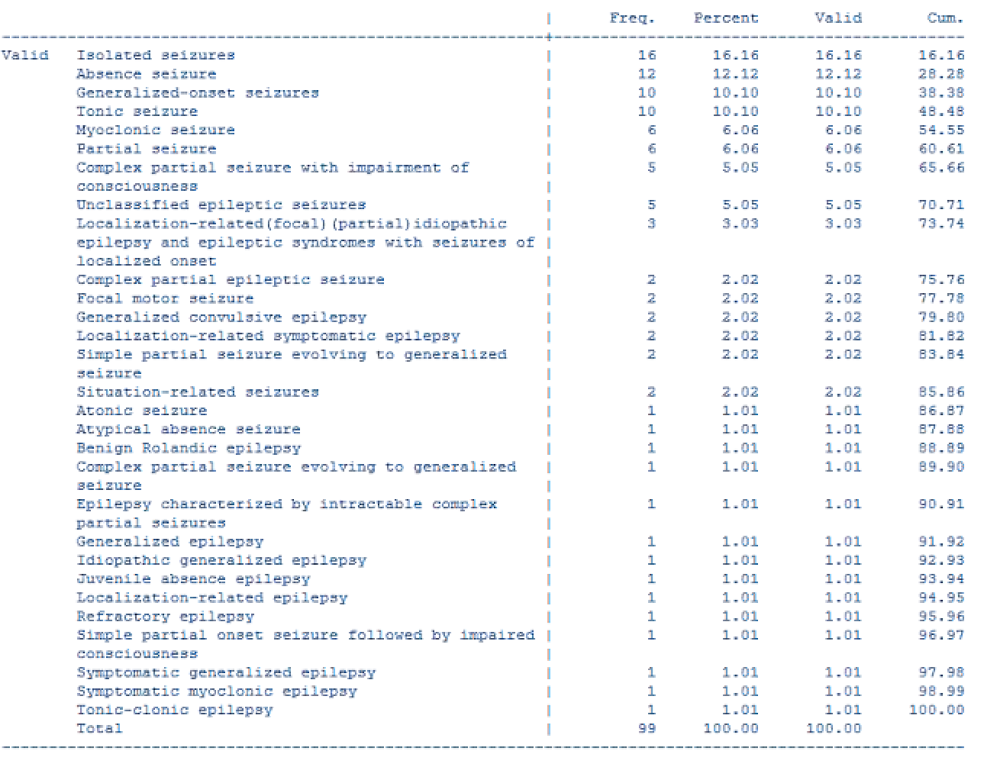 | Freq. Percent Valid Cum.
Valid Isolated seizures | 16 16.16 16.16 16.16
Absence seizure | 12 12.12 12.12 28.28
Generalized-onset seizures | 10 10.10 10.10 38.38
Tonic seizure | 10 10.10 10.10 48.48
Myoclonic seizure | 6 6.06 6.06 54.55
Partial seizure | 6 6.06 6.06 60.61
Complex partial seizure with impairment of | 5 5.05 5.05 65.66
consciousness |
Unclassified epileptic seizures | 5 5.05 5.05 70.71
Localization-related(focal)(partial)idiopathic | 3 3.03 3.03 73.74
epilepsy and epileptic syndromes with seizures of |
localized onset |
Complex partial epileptic seizure | 2 2.02 2.02 75.76
Focal motor seizure | 2 2.02 2.02 77.78
Generalized convulsive epilepsy | 2 2.02 2.02 79.80
Localization-related symptomatic epilepsy | 2 2.02 2.02 81.82
Simple partial seizure evolving to generalized | 2 2.02 2.02 83.84
seizure |
Situation-related seizures | 2 2.02 2.02 85.86
Atonic seizure | 1 1.01 1.01 86.87
Atypical absence seizure | 1 1.01 1.01 87.88
Benign Rolandic epilepsy | 1 1.01 1.01 88.89
Complex partial seizure evolving to generalized | 1 1.01 1.01 89.90
seizure |
Epilepsy characterized by intractable complex | 1 1.01 1.01 90.91
partial seizures |
Generalized epilepsy | 1 1.01 1.01 91.92
Idiopathic generalized epilepsy | 1 1.01 1.01 92.93
Juvenile absence epilepsy | 1 1.01 1.01 93.94
Localization-related epilepsy | 1 1.01 1.01 94.95
Refractory epilepsy | 1 1.01 1.01 95.96
Simple partial onset seizure followed by impaired | 1 1.01 1.01 96.97
consciousness |
Symptomatic generalized epilepsy | 1 1.01 1.01 97.98
Symptomatic myoclonic epilepsy | 1 1.01 1.01 98.99
Tonic-clonic epilepsy | 1 1.01 1.01 100.00
Total | 99 100.00 100.00